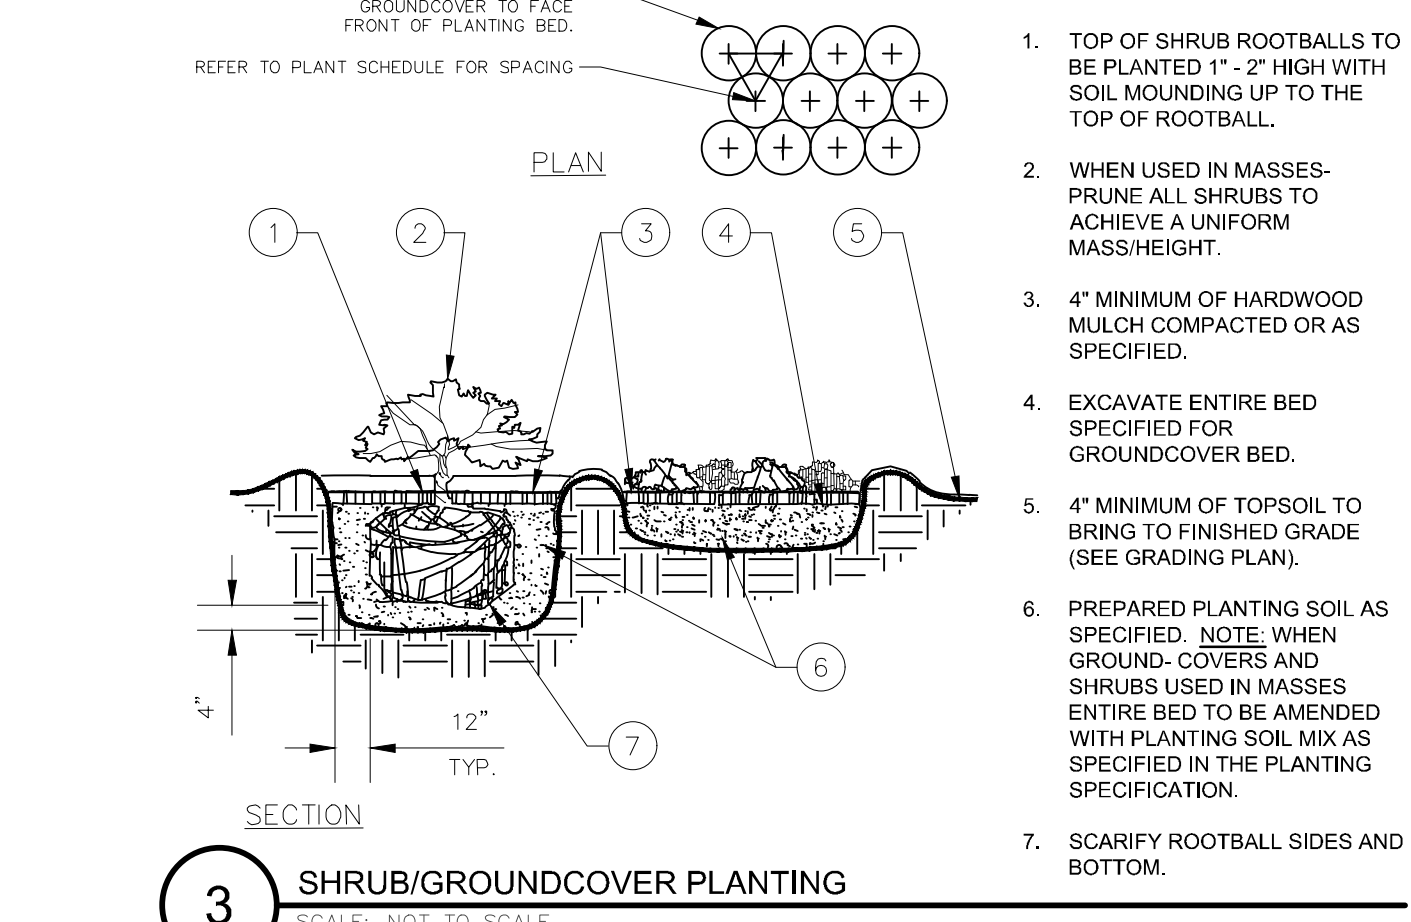 GROUNDCOVER TO FACE
FRONT OF PLANTING BED.
REFER TO PLANT SCHEDULE FOR SPACING
PLAN
1
2
3
4
5
6
7
4"
12"
TYP.
SECTION
3
SHRUB/GROUNDCOVER PLANTING
SCALE: NOT TO SCALE
1. TOP OF SHRUB ROOTBALLS TO
BE PLANTED 1" - 2" HIGH WITH
SOIL MOUNDING UP TO THE
TOP OF ROOTBALL.
2. WHEN USED IN MASSES-
PRUNE ALL SHRUBS TO
ACHIEVE A UNIFORM
MASS/HEIGHT.
3. 4" MINIMUM OF HARDWOOD
MULCH COMPACTED OR AS
SPECIFIED.
4. EXCAVATE ENTIRE BED
SPECIFIED FOR
GROUNDCOVER BED.
5. 4" MINIMUM OF TOPSOIL TO
BRING TO FINISHED GRADE
(SEE GRADING PLAN).
6. PREPARED PLANTING SOIL AS
SPECIFIED. NOTE: WHEN
GROUND- COVERS AND
SHRUBS USED IN MASSES
ENTIRE BED TO BE AMENDED
WITH PLANTING SOIL MIX AS
SPECIFIED IN THE PLANTING
SPECIFICATION.
7. SCARIFY ROOTBALL SIDES AND
BOTTOM.